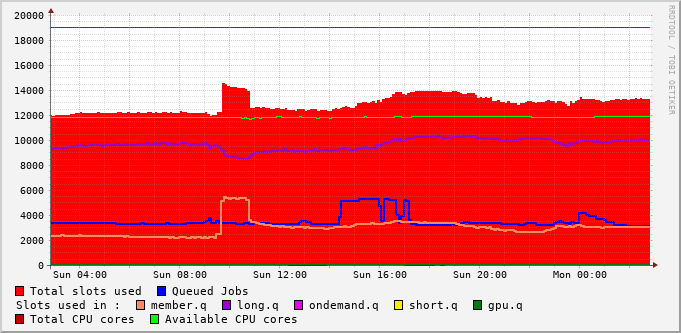 20000
18000
16000
14000
12000
10000
8000
6000
4000
2000
0
Sun 04:00 Sun 08:00 Sun 12:00 Sun 16:00 Sun 20:00 Mon 00:00
RRDTOOL / TOBI OETIKER
Total slots used Queued Jobs
Slots used in : member.q long.q ondemand.q short.q gpu.q
Total CPU cores Available CPU cores